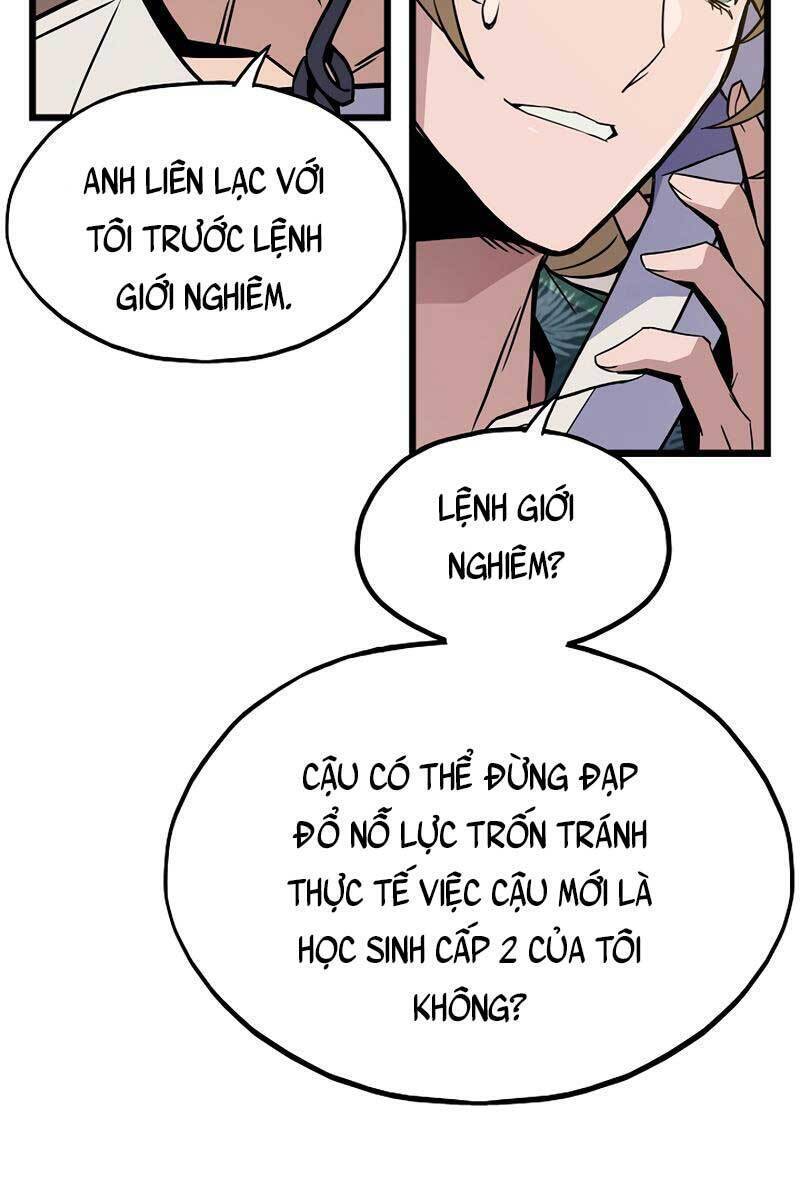 ANH LIÊN LẠC VỚI
TÔI TRƯỚC LỆNH
GIỚI NGHIÊM.
LỆNH GIỚI
NGHIÊM?
CẬU CÓ THỂ ĐỪNG ĐẠP
ĐỔ NỖ LỰC TRỐN TRÁNH
THỰC TẾ VIỆC CẬU MỚI LÀ
HỌC SINH CẤP 2 CỦA TÔI
KHÔNG?